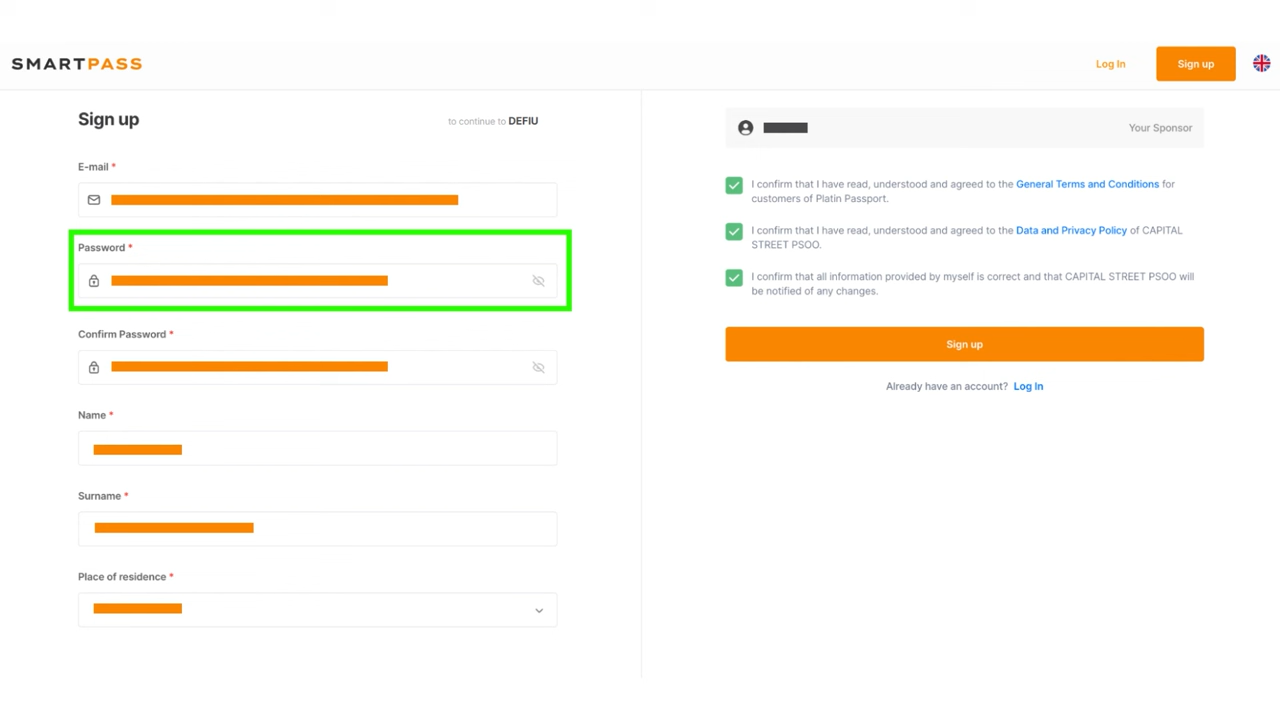 SMARTPASS
Log In
Sign up
Sign up
to continue to DEFIU
E-mail *
Password *
Confirm Password *
Name *
Surname *
Place of residence *
Your Sponsor
I confirm that I have read, understood and agreed to the General Terms and Conditions for
customers of Platin Passport.
I confirm that I have read, understood and agreed to the Data and Privacy Policy of CAPITAL
STREET PSOO.
I confirm that all information provided by myself is correct and that CAPITAL STREET PSOO will
be notified of any changes.
Sign up
Already have an account? Log In